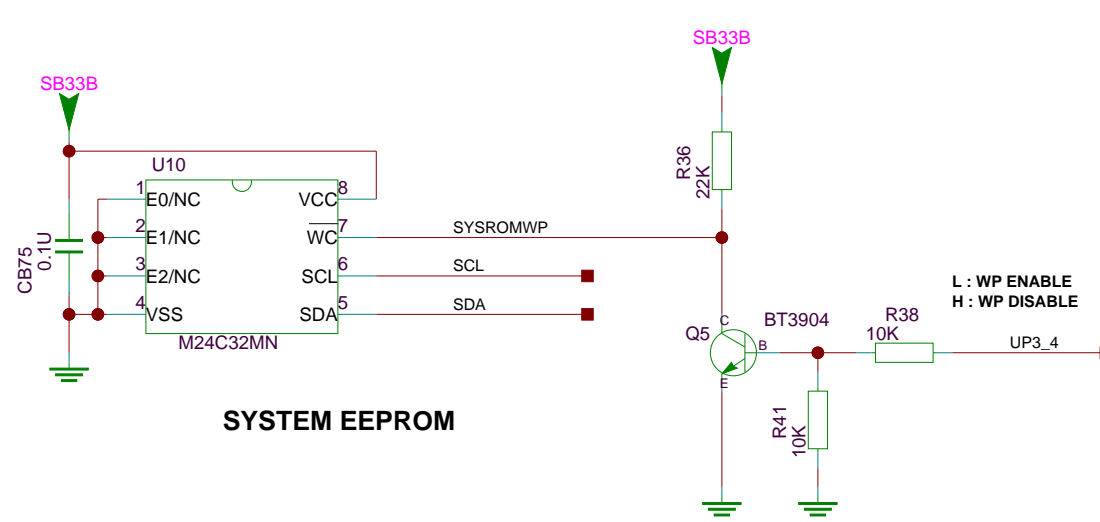 SB33B
SB33B
U10
1
E0/NC
2
E1/NC
3
E2/NC
4
VSS
VCC
8
WC
7
SCL
6
SDA
5
M24C32MN
CB75
0.1U
SYSROMWP
SCL
SDA
R36
22K
L : WP ENABLE
H : WP DISABLE
C
Q5
BT3904
B
E
R38
10K
UP3_4
R41
10K
SYSTEM EEPROM